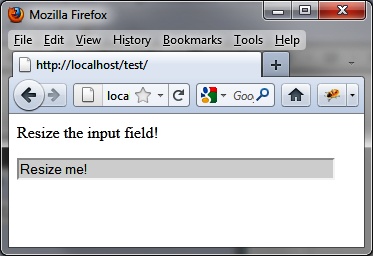 Mozilla Firefox
File Edit View History Bookmarks Tools Help
http://localhost/test/
loca Goo
Resize the input field!
Resize me!